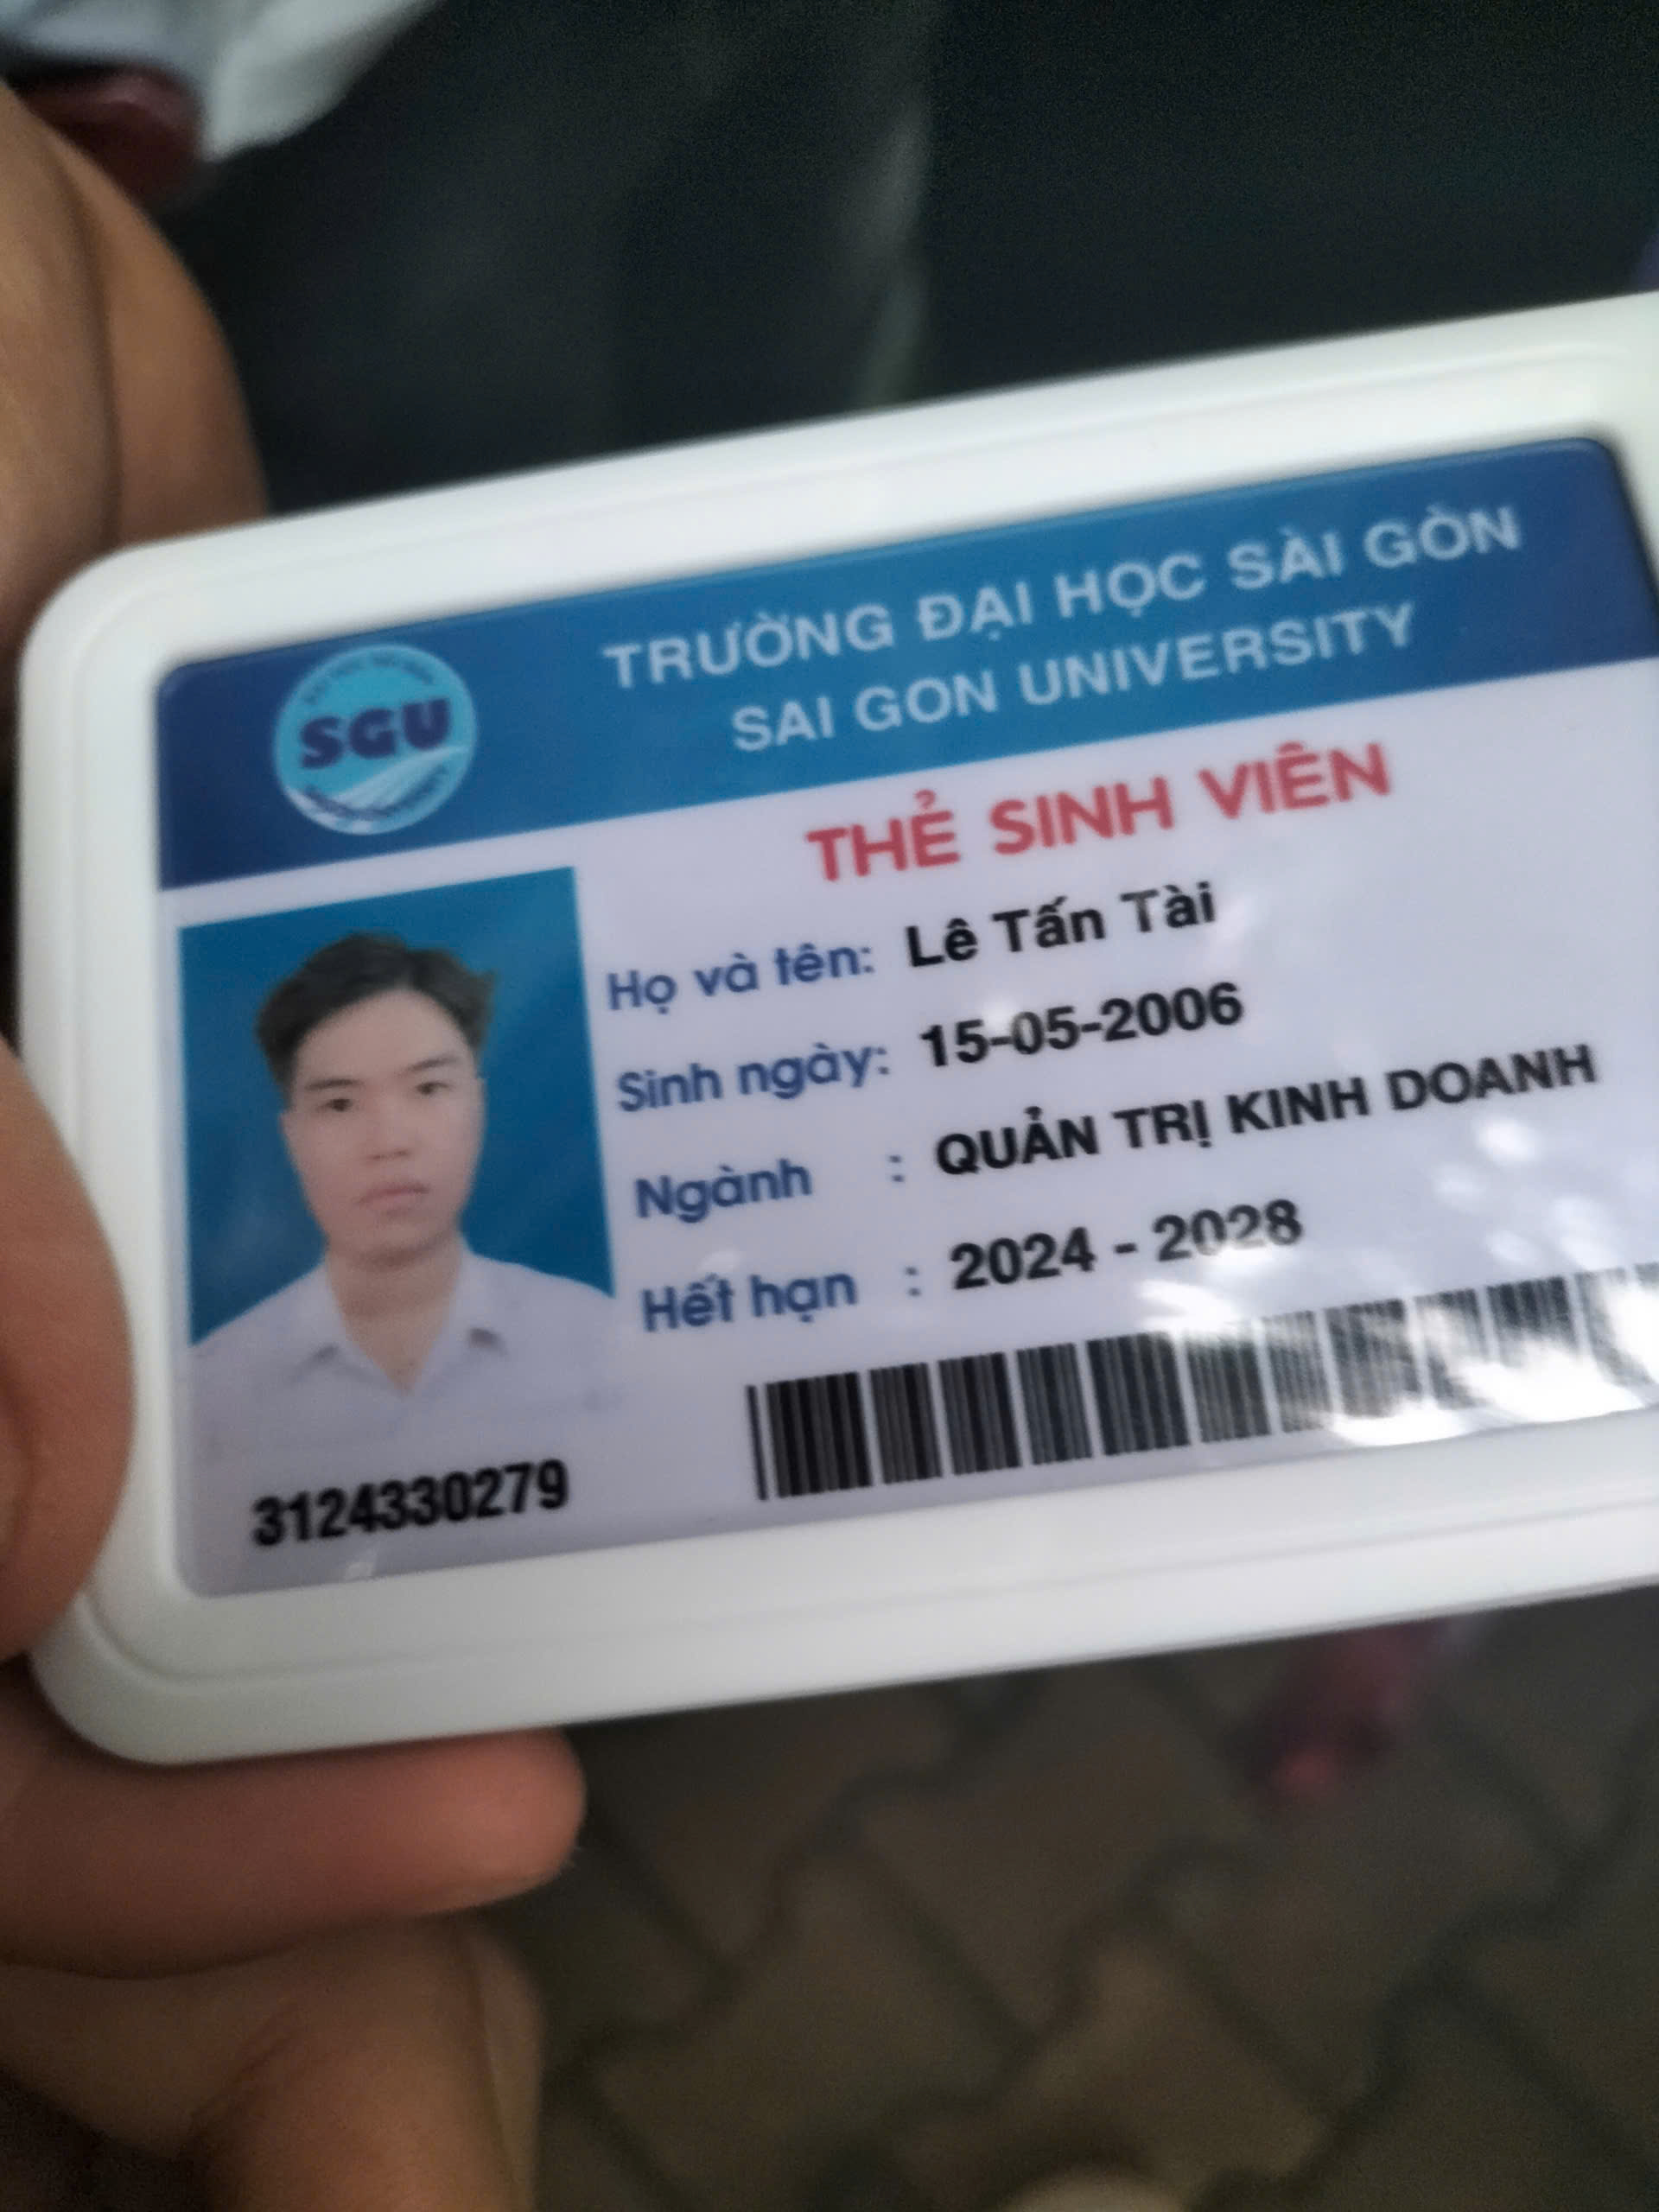 TRƯỜNG ĐẠI HỌC SÀI GÒN
SAI GON UNIVERSITY
SGU
THẺ SINH VIÊN
Họ và tên: Lê Tấn Tài
Sinh ngày: 15-05-2006
Ngành : QUẢN TRỊ KINH DOANH
Hết hạn : 2024 - 2028
3124330279